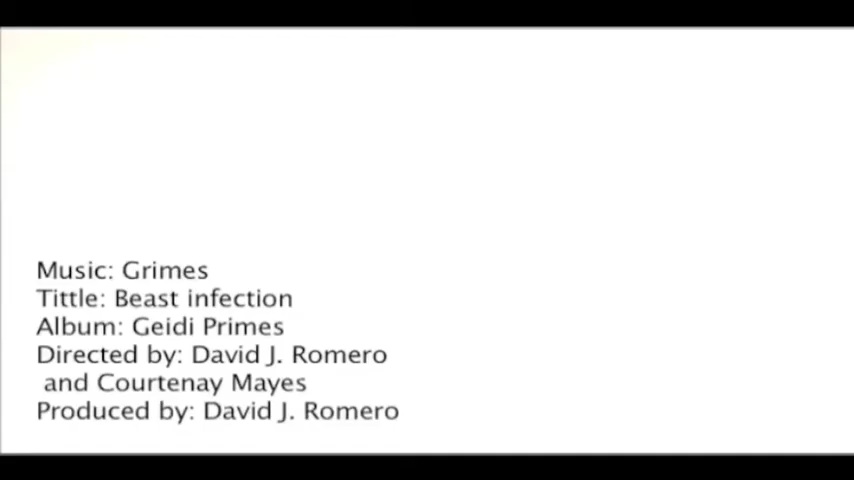 Music: Grimes
Tittle: Beast infection
Album: Geidi Primes
Directed by: David J. Romero
and Courtenay Mayes
Produced by: David J. Romero